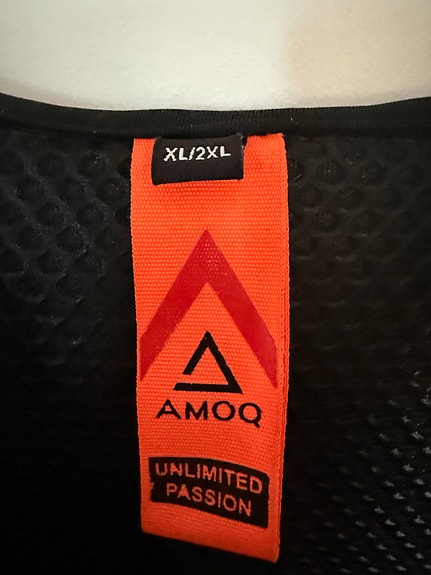 XL/2XL
AMOQ
UNLIMITED
PASSION